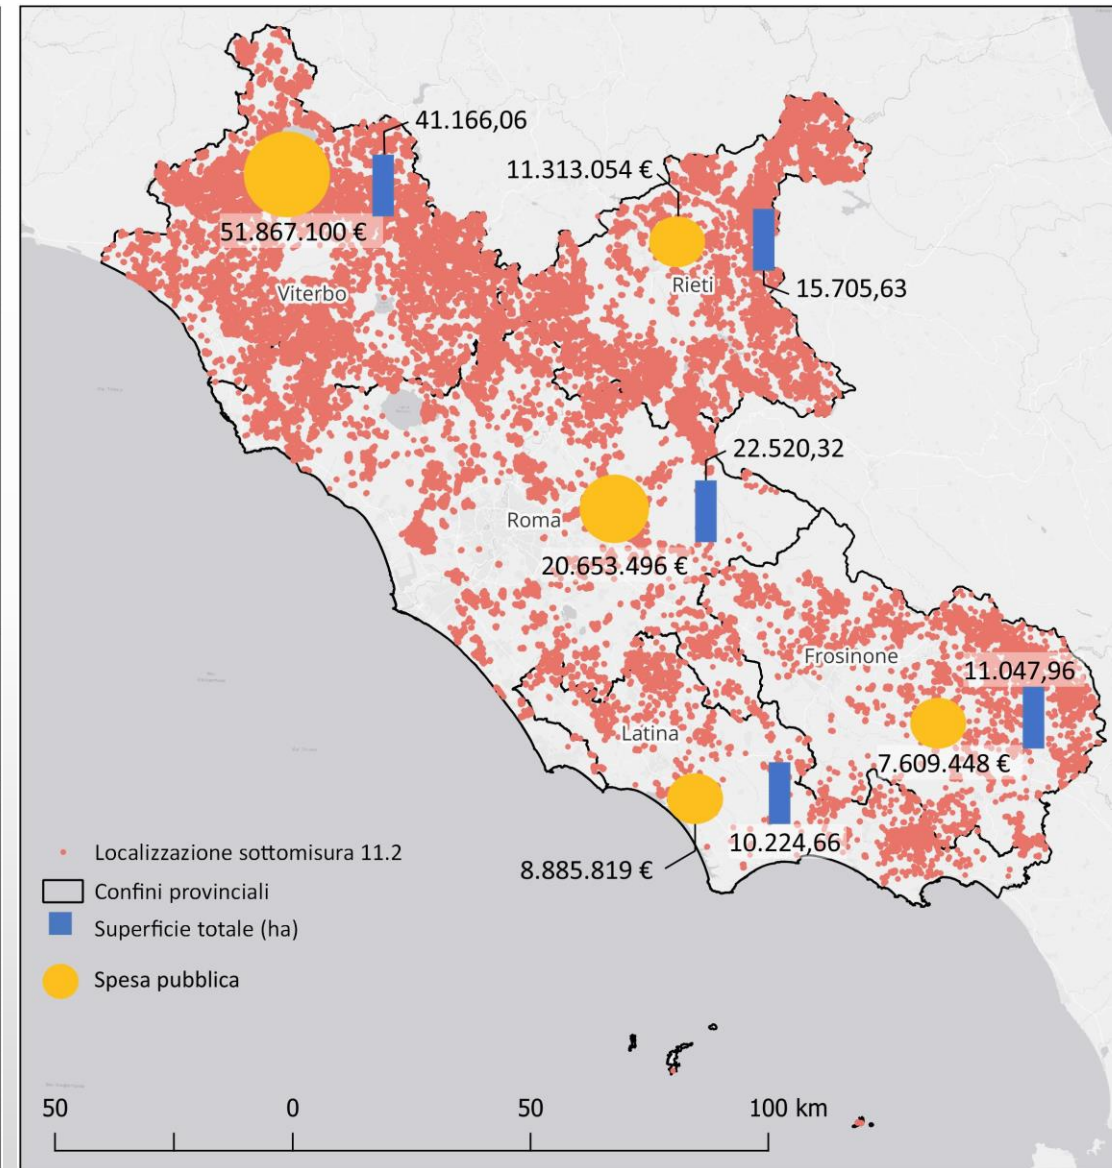 41.166,06
11.313.054 €
51.867.100 €
Rieti
15.705,63
Viterbo
22.520,32
Roma
20.653.496 €
Frosinone
11.047,96
Latina
7.609.448 €
10.224,66
8.885.819 €
Localizzazione sottomisura 11.2
Confini provinciali
Superficie totale (ha)
Spesa pubblica
50 0 50 100 km